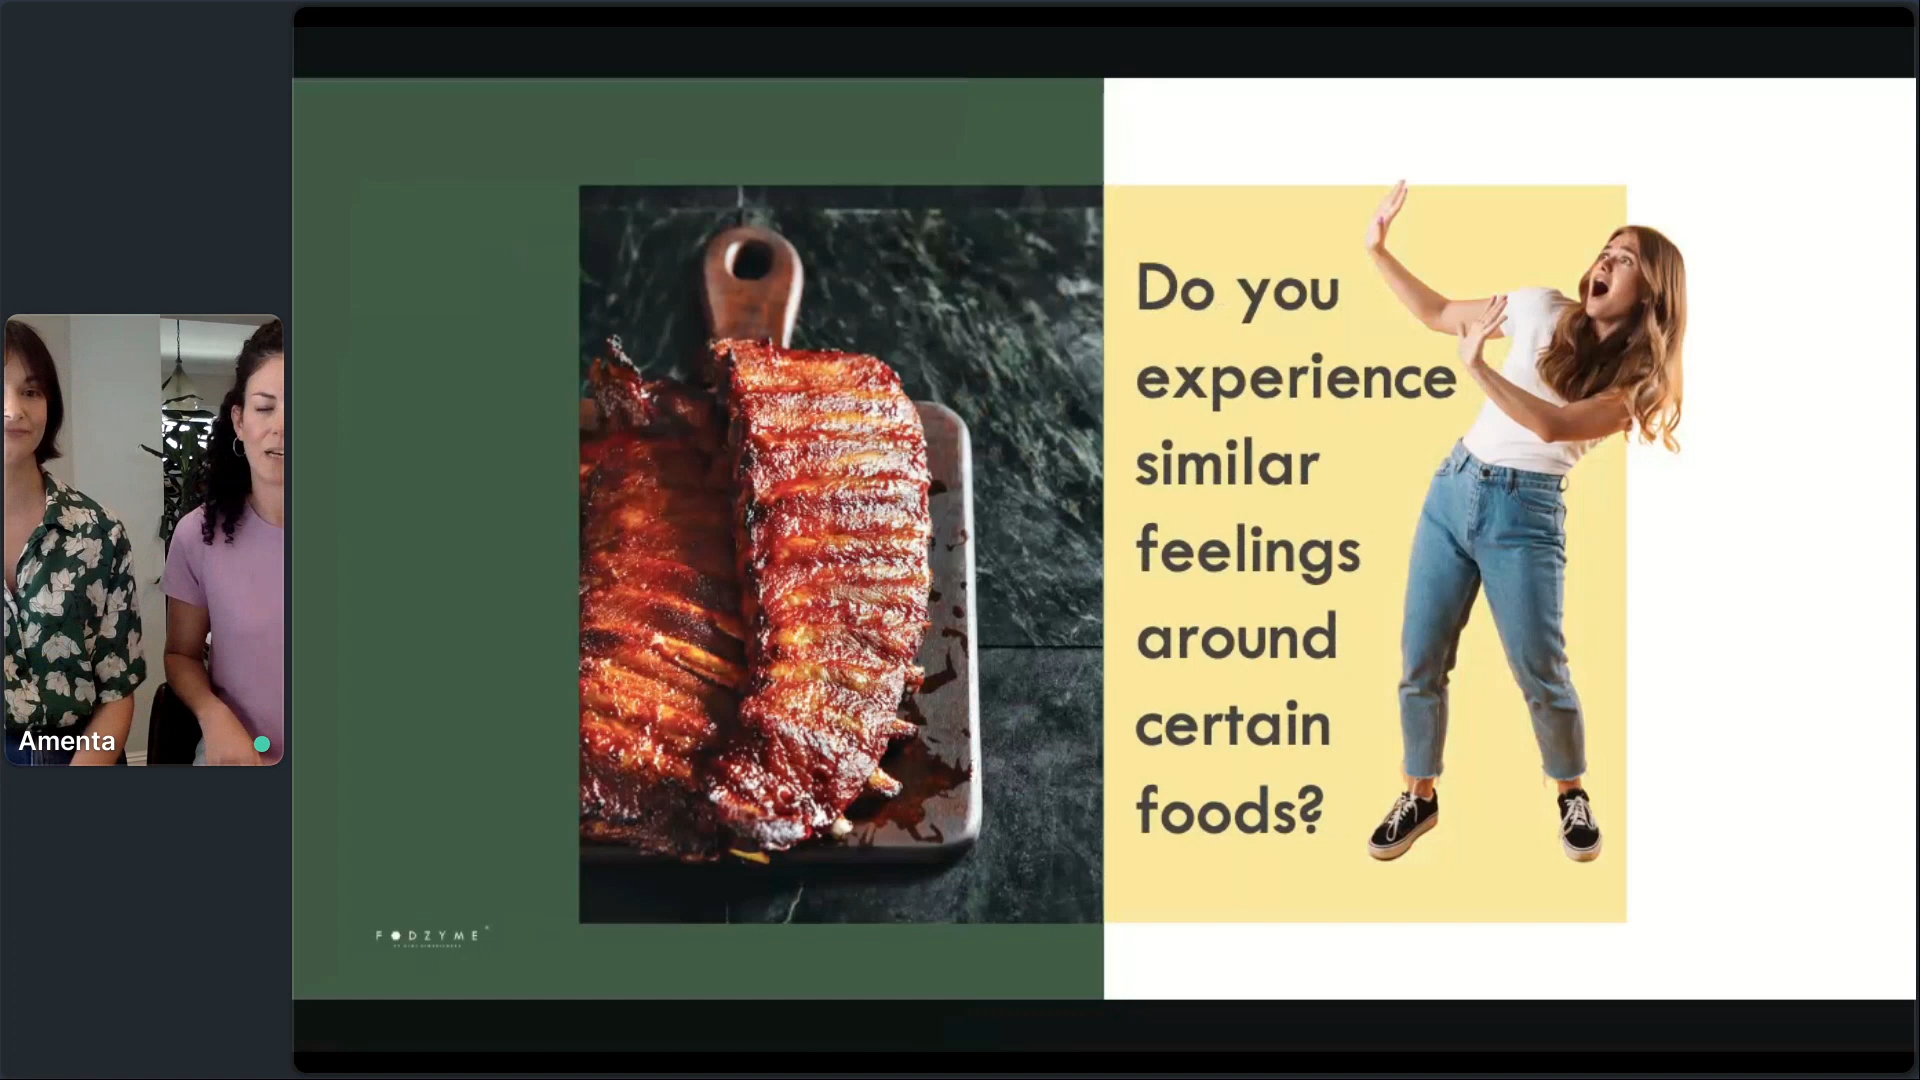 Do you
experience
similar
feelings
around
certain
foods?
Amenta
FODZYME